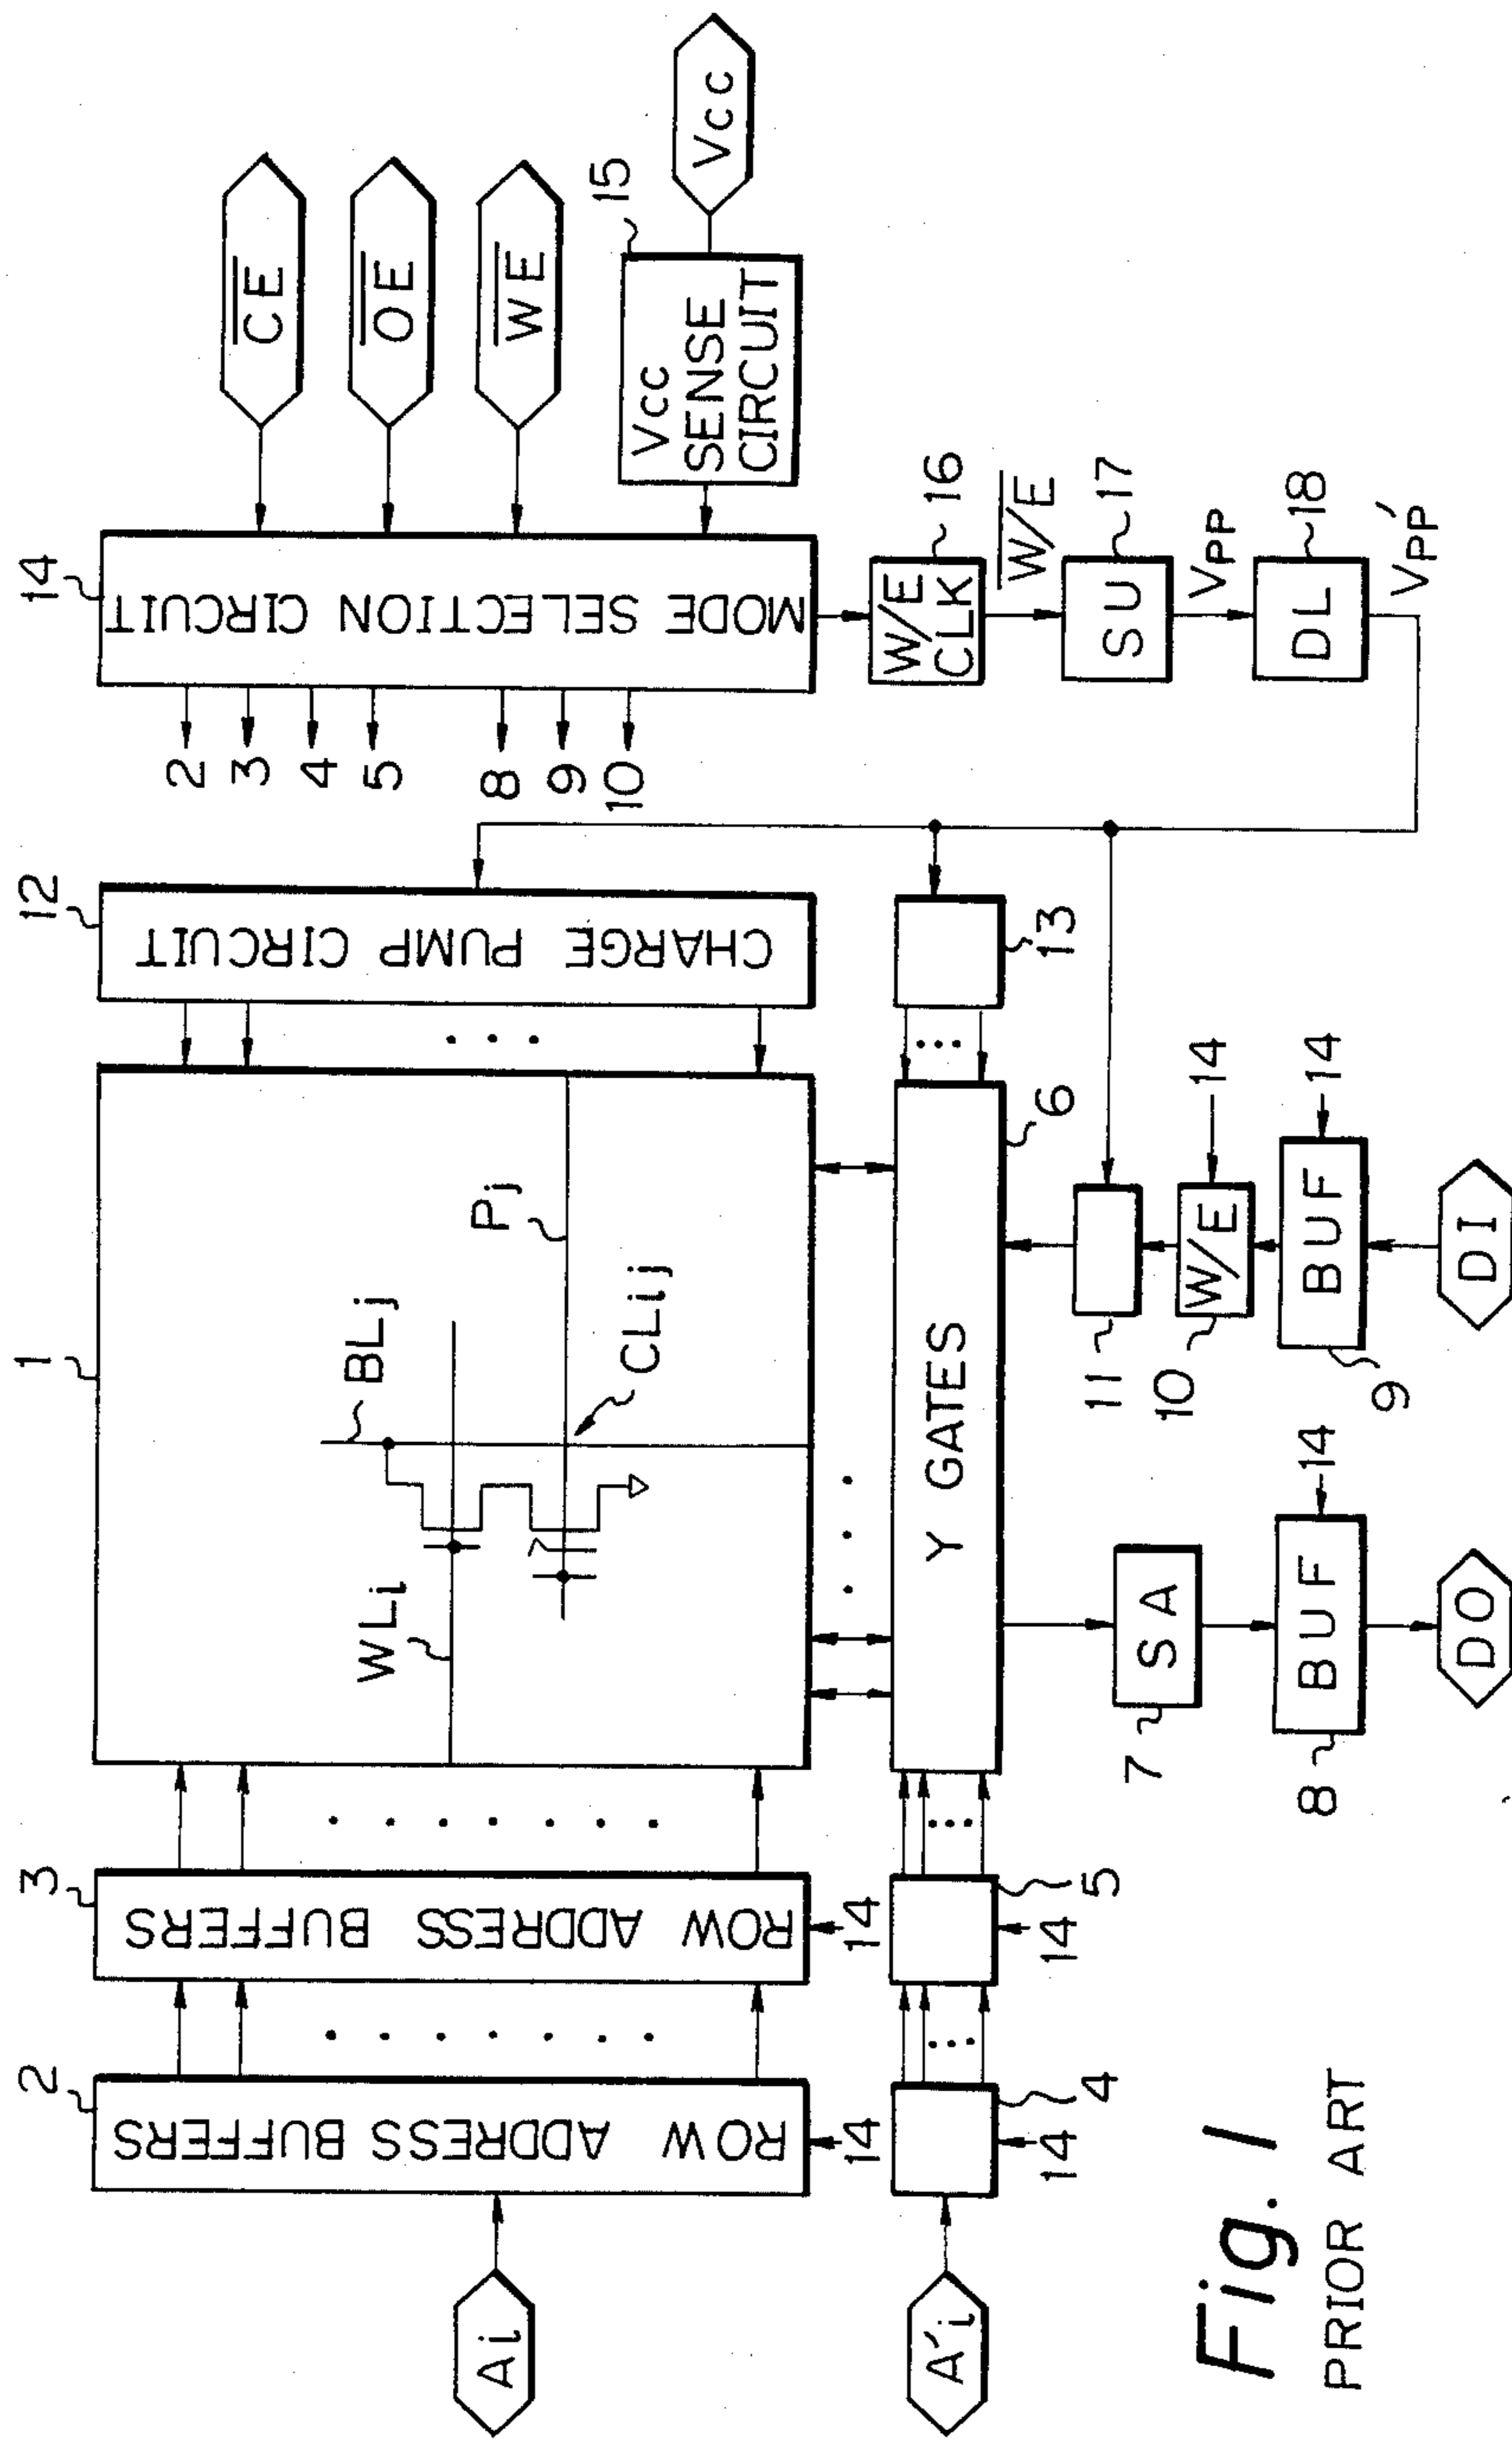 1
2
3
12
14
ROW ADDRESS BUFFERS
ROW ADDRESS BUFFERS
CHARGE PUMP CIRCUIT
MODE SELECTION CIRCUIT
Ai
WLi
BLj
Pj
CLij
2
3
4
5
8
9
10
CE
OE
WE
15
Vcc
SENSE
CIRCUIT
Vcc
14
14
A'i
4
14
5
14
Y GATES
6
13
W/E
CLK
16
W/E
SU
17
VPP
DL
18
VPP'
7
SA
8
BUF
14
DO
11
10
W/E
14
9
BUF
14
DI
Fig. 1
PRIOR ART